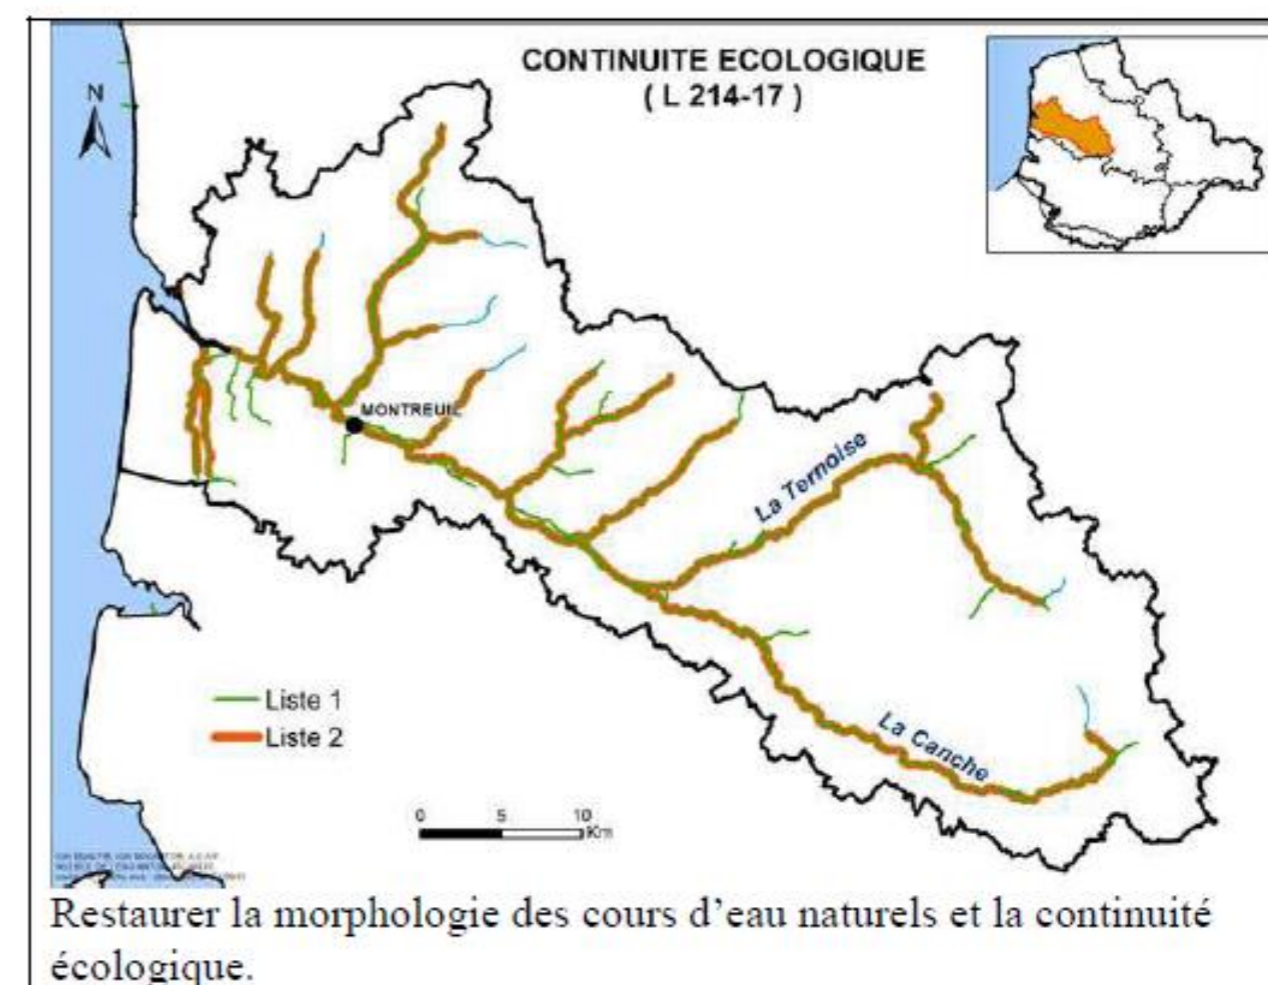 CONTINUITE ECOLOGIQUE
( L 214-17 )
N
MONTREUIL
La Ternoise
La Canche
Liste 1
Liste 2
0 5 10
Km
Restaurer la morphologie des cours d’eau naturels et la continuité
écologique.